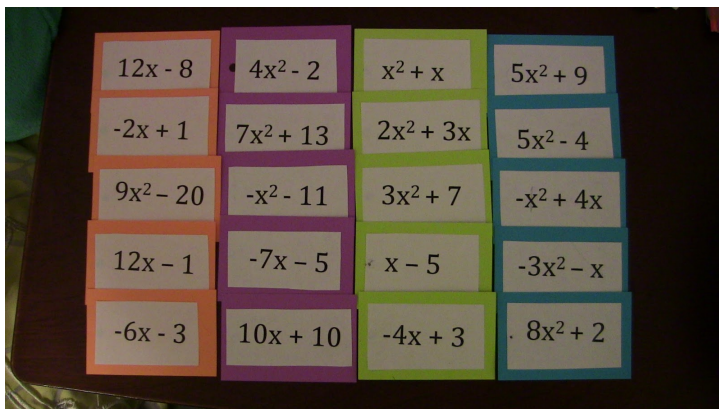 12x - 8
4x² - 2
x² + x
5x² + 9
-2x + 1
7x² + 13
2x² + 3x
5x² - 4
9x² – 20
-x² - 11
3x² + 7
-x² + 4x
12x – 1
-7x – 5
x – 5
-3x² – x
-6x - 3
10x + 10
-4x + 3
8x² + 2